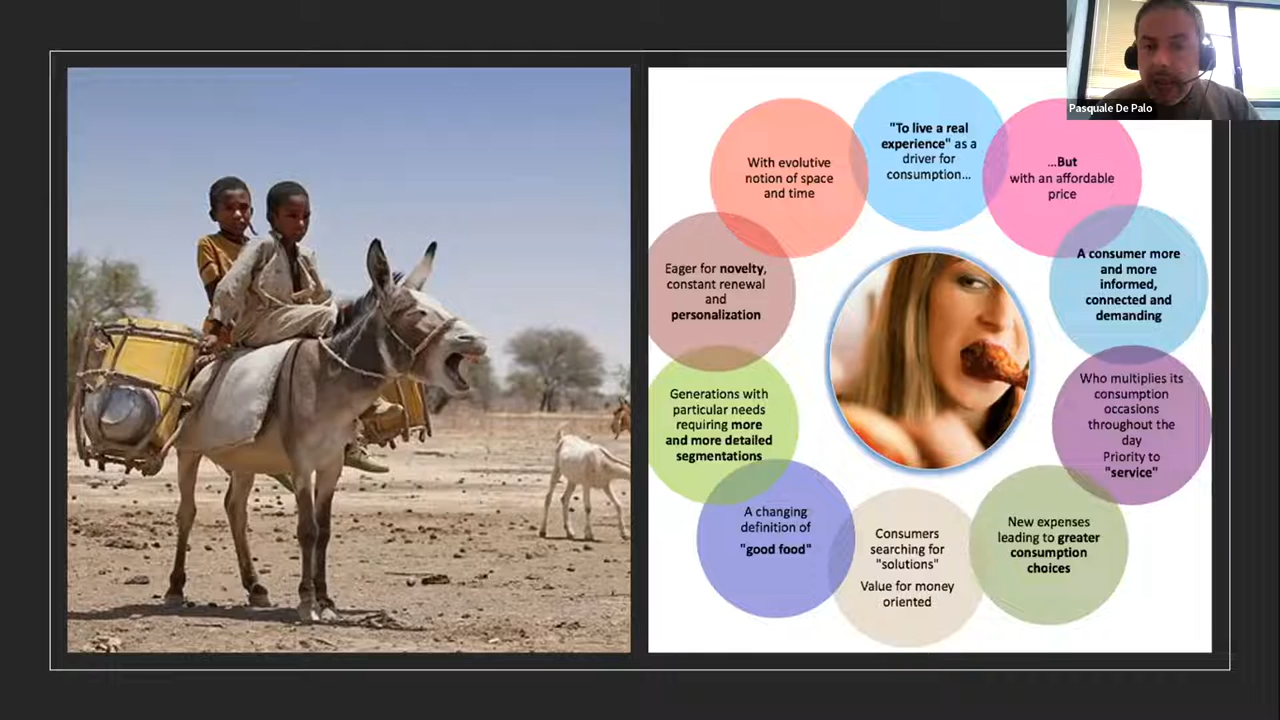 Pasquale De Palo
"To live a real
experience" as a
driver for
consumption...
...But
with an affordable
price
A consumer more
and more
informed,
connected and
demanding
Who multiplies its
consumption
occasions
throughout the
day
Priority to
"service"
New expenses
leading to greater
consumption
choices
Consumers
searching for
"solutions"
Value for money
oriented
A changing
definition of
"good food"
Generations with
particular needs
requiring more
and more detailed
segmentations
Eager for novelty,
constant renewal
and
personalization
With evolutive
notion of space
and time